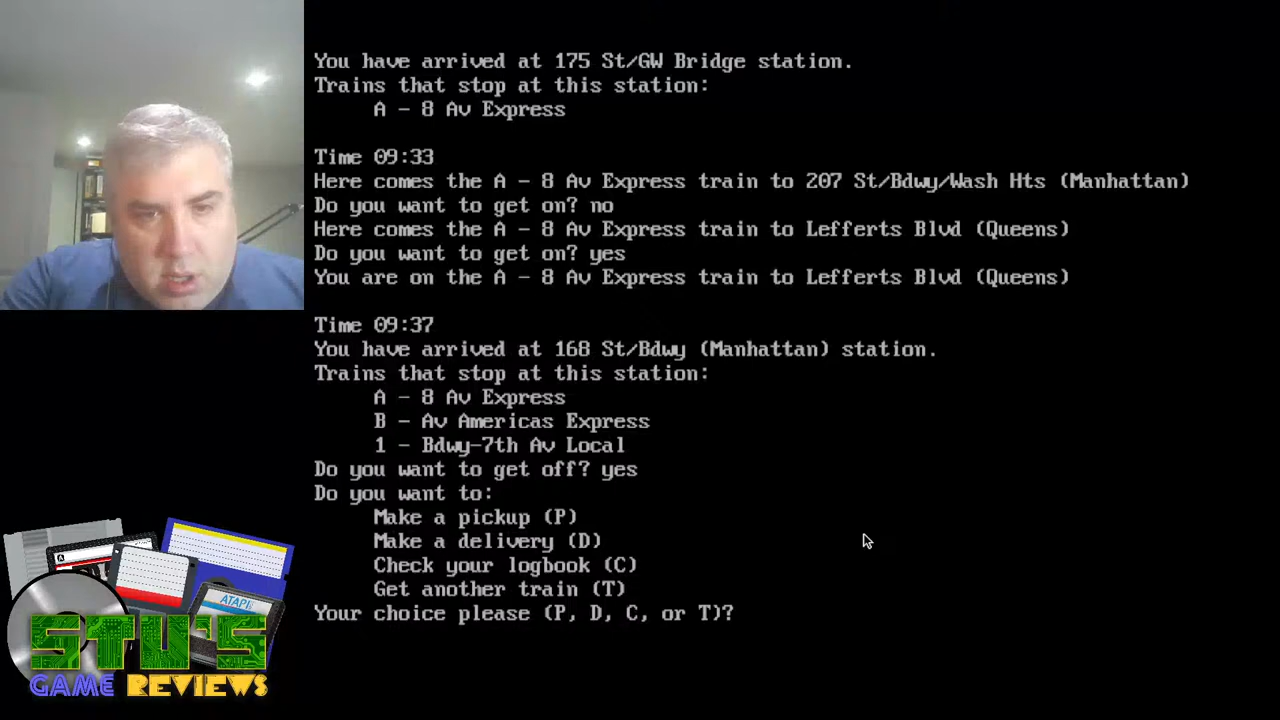 You have arrived at 175 St/GW Bridge station.
Trains that stop at this station:
A - 8 Av Express
Time 09:33
Here comes the A - 8 Av Express train to 207 St/Bdwy/Wash Hts (Manhattan)
Do you want to get on? no
Here comes the A - 8 Av Express train to Lefferts Blvd (Queens)
Do you want to get on? yes
You are on the A - 8 Av Express train to Lefferts Blvd (Queens)
Time 09:37
You have arrived at 168 St/Bdwy (Manhattan) station.
Trains that stop at this station:
A - 8 Av Express
B - Av Americas Express
1 - Bdwy-7th Av Local
Do you want to get off? yes
Do you want to:
Make a pickup (P)
Make a delivery (D)
Check your logbook (C)
Get another train (T)
Your choice please (P, D, C, or T)?
ATARI
STU'S
GAME REVIEWS